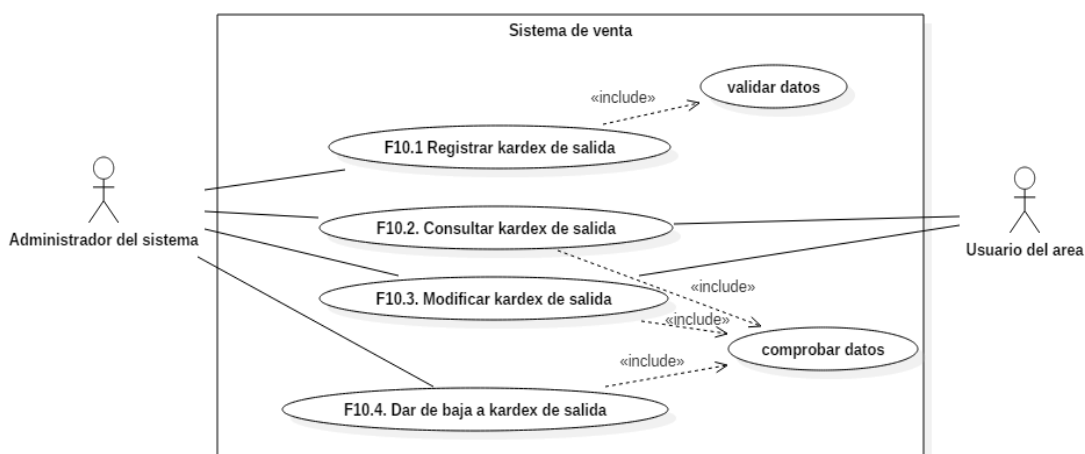 Sistema de venta
validar datos
«include»
F10.1 Registrar kardex de salida
Administrador del sistema
F10.2. Consultar kardex de salida
Usuario del area
«include»
F10.3. Modificar kardex de salida
«include»
comprobar datos
«include»
F10.4. Dar de baja a kardex de salida